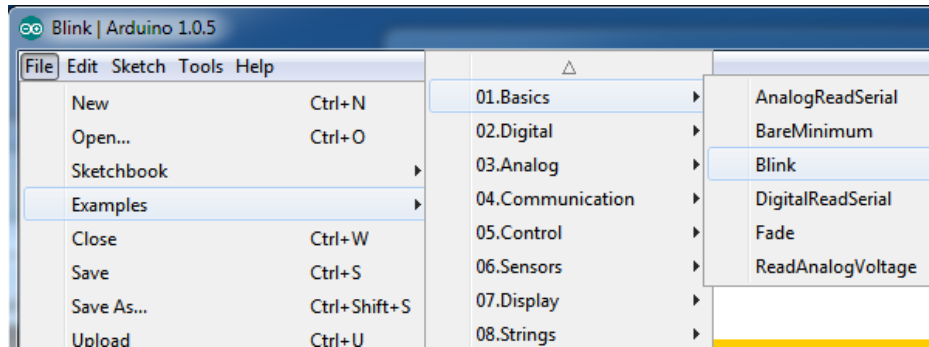 Blink | Arduino 1.0.5
File Edit Sketch Tools Help
New Ctrl+N
Open... Ctrl+O
Sketchbook
Examples
Close Ctrl+W
Save Ctrl+S
Save As... Ctrl+Shift+S
Upload Ctrl+U
01.Basics
02.Digital
03.Analog
04.Communication
05.Control
06.Sensors
07.Display
08.Strings
AnalogReadSerial
BareMinimum
Blink
DigitalReadSerial
Fade
ReadAnalogVoltage